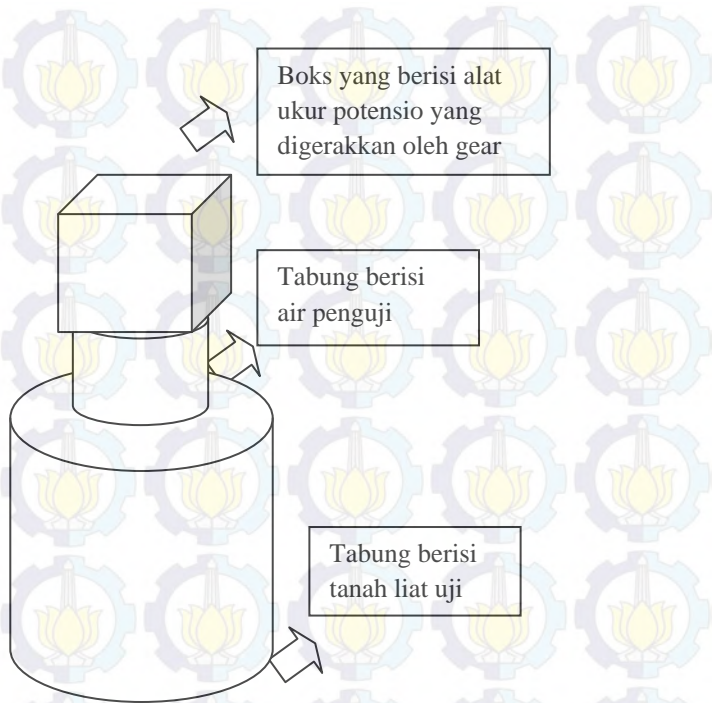 Boks yang berisi alat
ukur potensio yang
digerakkan oleh gear
Tabung berisi
air penguji
Tabung berisi
tanah liat uji